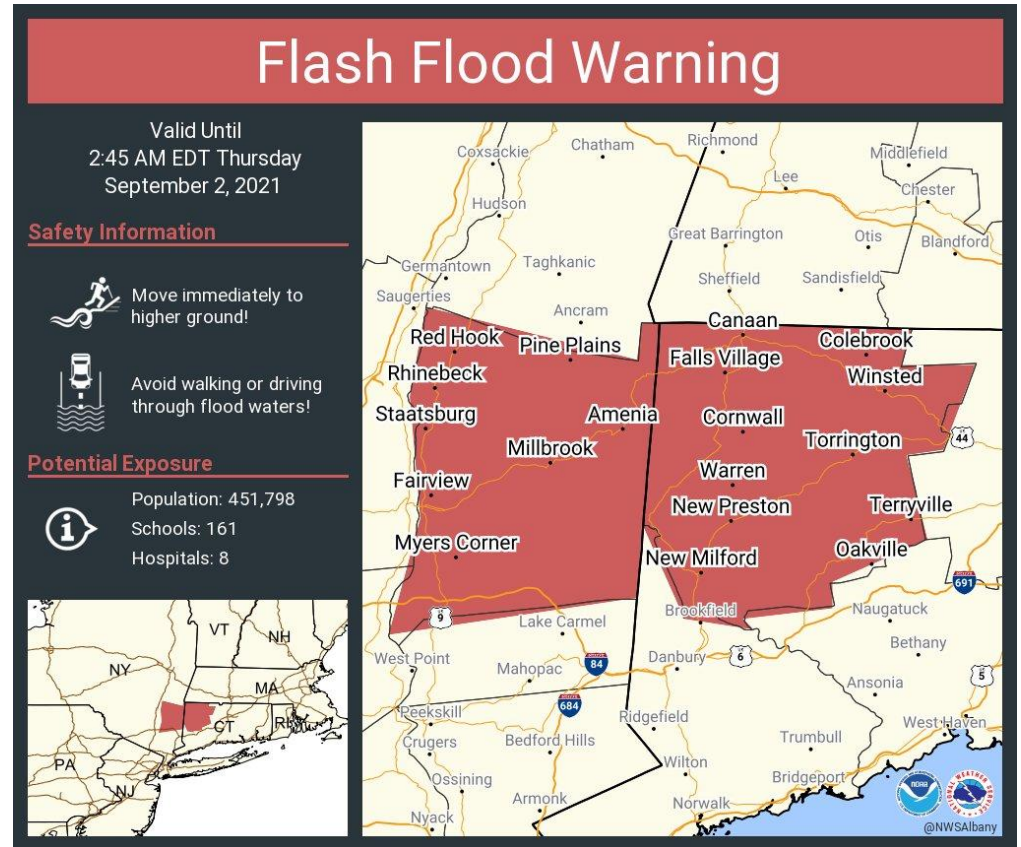 Flash Flood Warning
Valid Until
2:45 AM EDT Thursday
September 2, 2021
Safety Information
Move immediately to
higher ground!
Avoid walking or driving
through flood waters!
Potential Exposure
Population: 451,798
Schools: 161
Hospitals: 8
VT
NH
NY
MA
CT
RI
PA
NJ
Coxsackie
Chatham
Richmond
Middlefield
Lee
Chester
Hudson
Great Barrington
Otis
Blandford
Germantown
Taghkanic
Sheffield
Sandisfield
Saugerties
Ancram
Canaan
Red Hook
Pine Plains
Falls Village
Colebrook
Rhinebeck
Winsted
Staatsburg
Amenia
Cornwall
Torrington
44
Millbrook
Warren
Fairview
New Preston
Terryville
Myers Corner
New Milford
Oakville
691
9
Lake Carmel
Brookfield
Naugatuck
Bethany
West Point
Mahopac
84
Danbury
6
5
Ansonia
684
Peekskill
Ridgefield
West Haven
Crugers
Bedford Hills
Trumbull
Wilton
Ossining
Bridgeport
Armonk
Norwalk
Nyack
NOAA
NATIONAL WEATHER SERVICE
@NWSAlbany